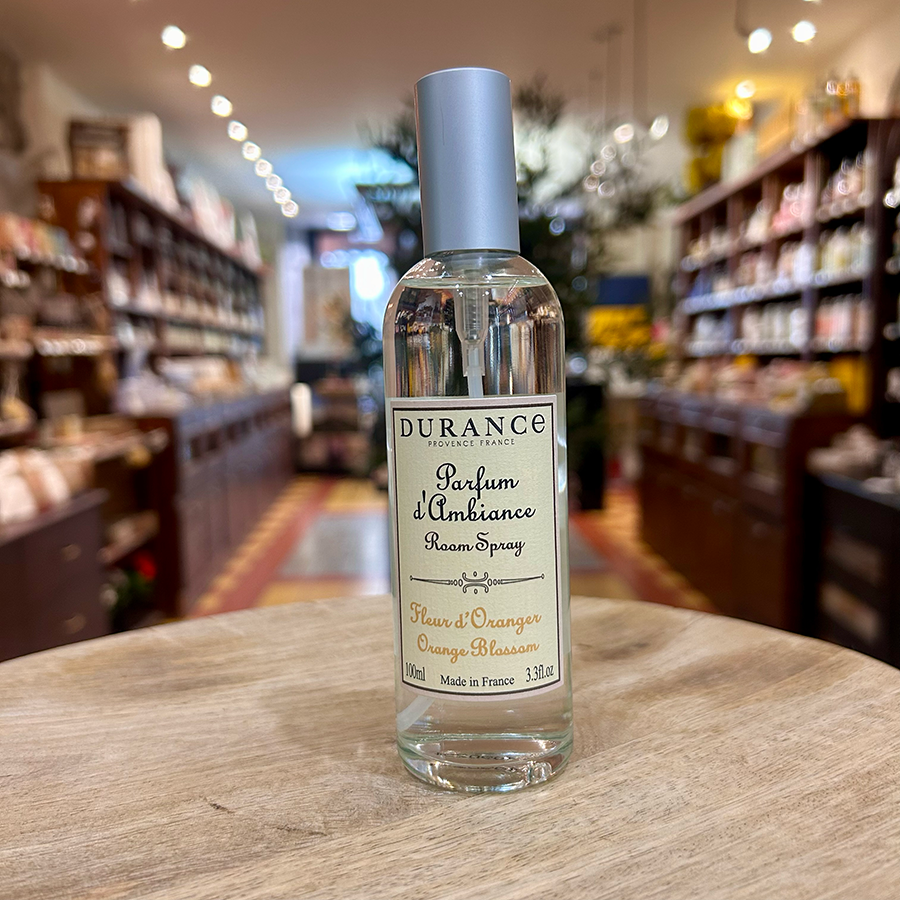 DURANCE
PROVENCE FRANCE
Parfum
d'Ambiance
Room Spray
Fleur d'Oranger
Orange Blossom
100ml Made in France 3.3fl.oz